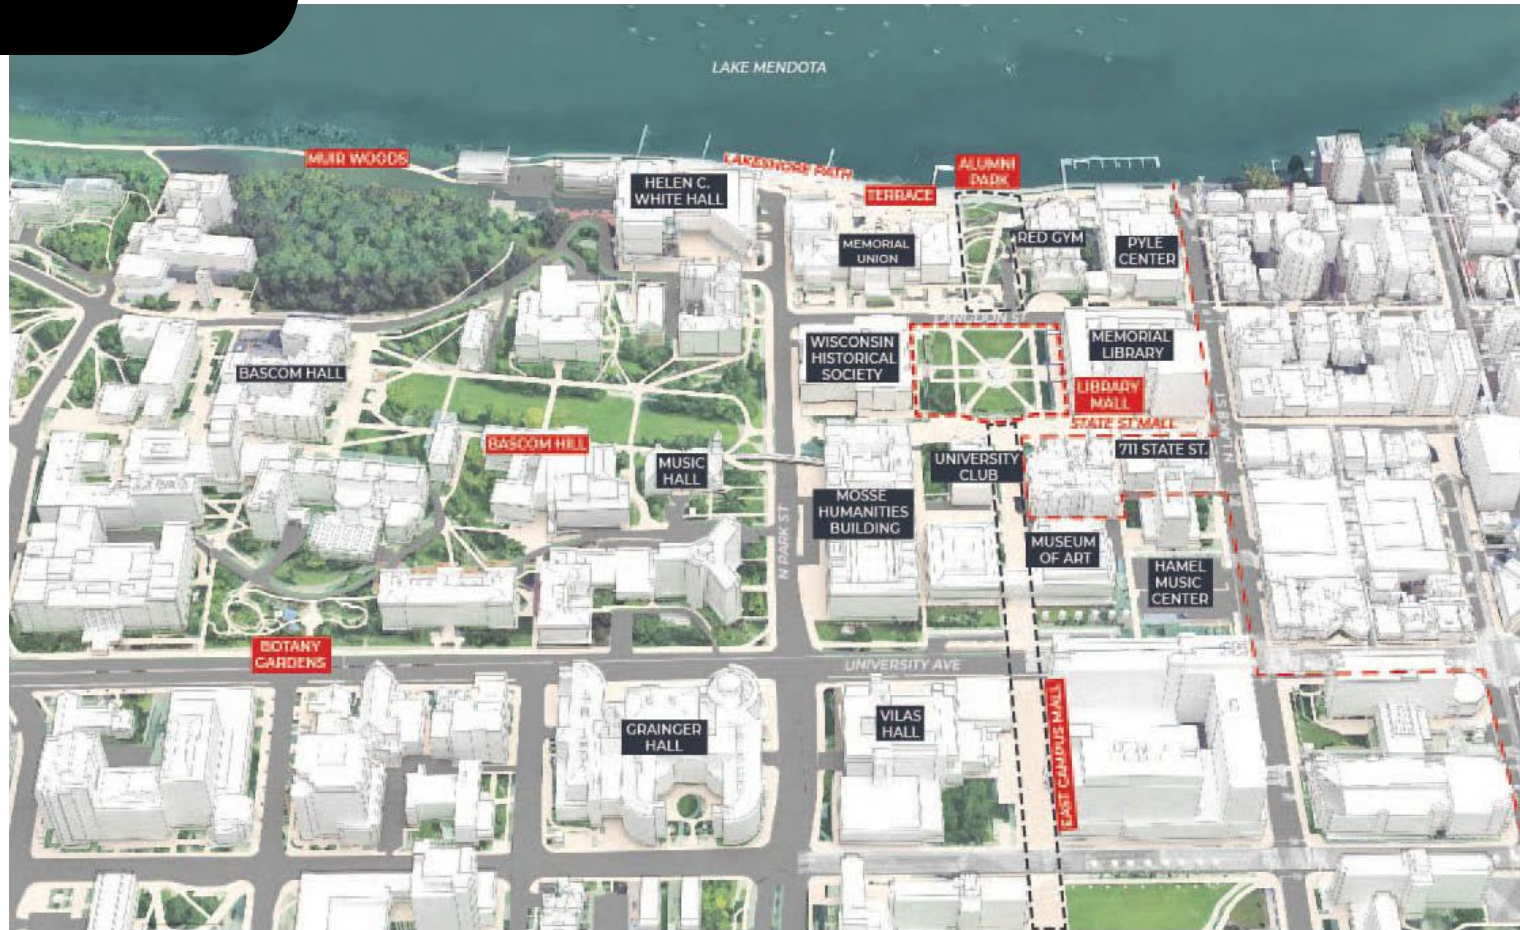 LAKE MENDOTA
MUIR WOODS
LAKESHORE PATH
ALUMNI
PARK
HELEN C.
WHITE HALL
TERRACE
MEMORIAL
UNION
RED GYM
PYLE
CENTER
LANGDON ST
WISCONSIN
HISTORICAL
SOCIETY
MEMORIAL
LIBRARY
BASCOM HALL
LIBRARY
MALL
STATE ST MALL
N LAKE ST
BASCOM HILL
MUSIC
HALL
UNIVERSITY
CLUB
711 STATE ST.
MOSSE
HUMANITIES
BUILDING
N PARK ST
MUSEUM
OF ART
HAMEL
MUSIC
CENTER
BOTANY
GARDENS
UNIVERSITY AVE
GRAINGER
HALL
VILAS
HALL
EAST CAMPUS MALL